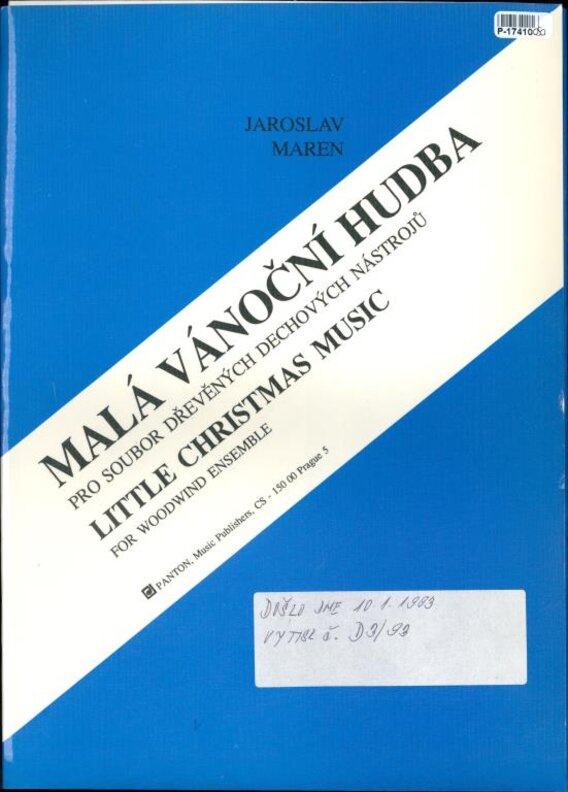 P-17410
JAROSLAV
MAREN
MALÁ VÁNOČNÍ HUDBA
PRO SOUBOR DŘEVĚNÝCH DECHOVÝCH NÁSTROJŮ
LITTLE CHRISTMAS MUSIC
FOR WOODWIND ENSEMBLE
PANTON, Music Publishers, CS - 150 00 Prague 5
DOŠLO DNE 10.1.1993
VÝTISK č. D3/93